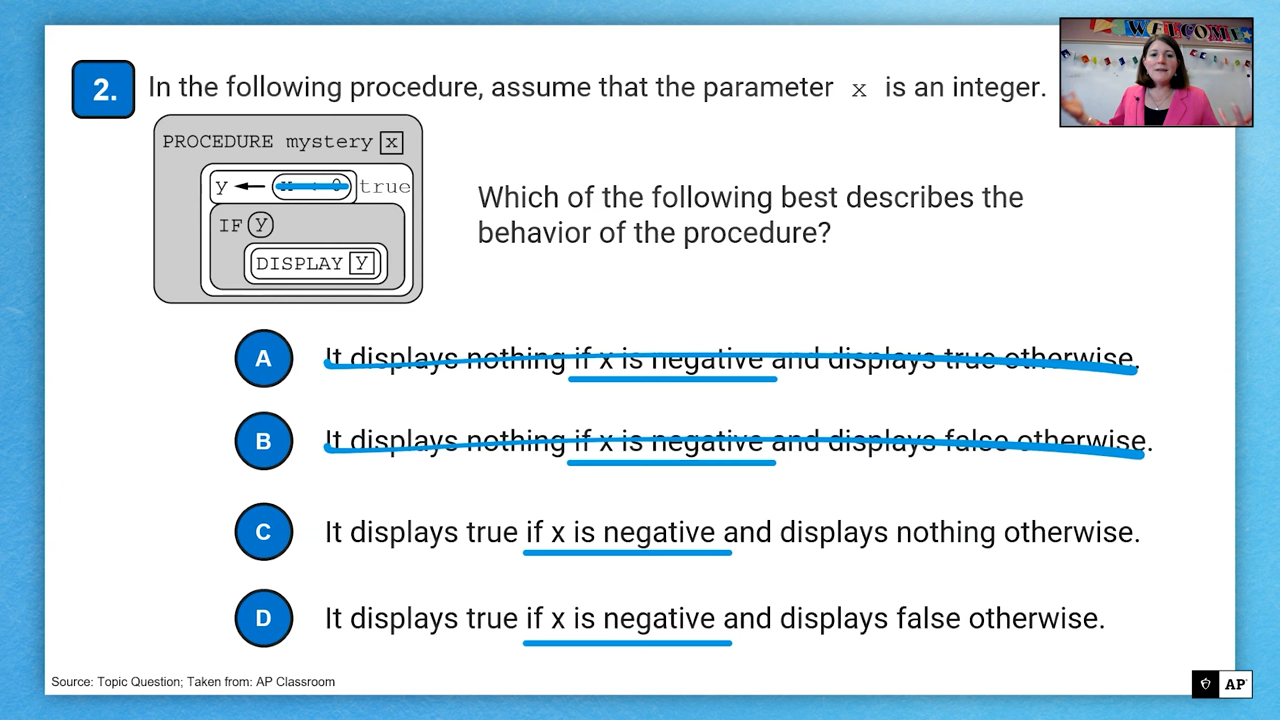 WELCOME
2. In the following procedure, assume that the parameter x is an integer.
PROCEDURE mystery x
y ← true
IF y
DISPLAY y
Which of the following best describes the
behavior of the procedure?
A It displays nothing if x is negative and displays true otherwise.
B It displays nothing if x is negative and displays false otherwise.
C It displays true if x is negative and displays nothing otherwise.
D It displays true if x is negative and displays false otherwise.
Source: Topic Question; Taken from: AP Classroom
AP